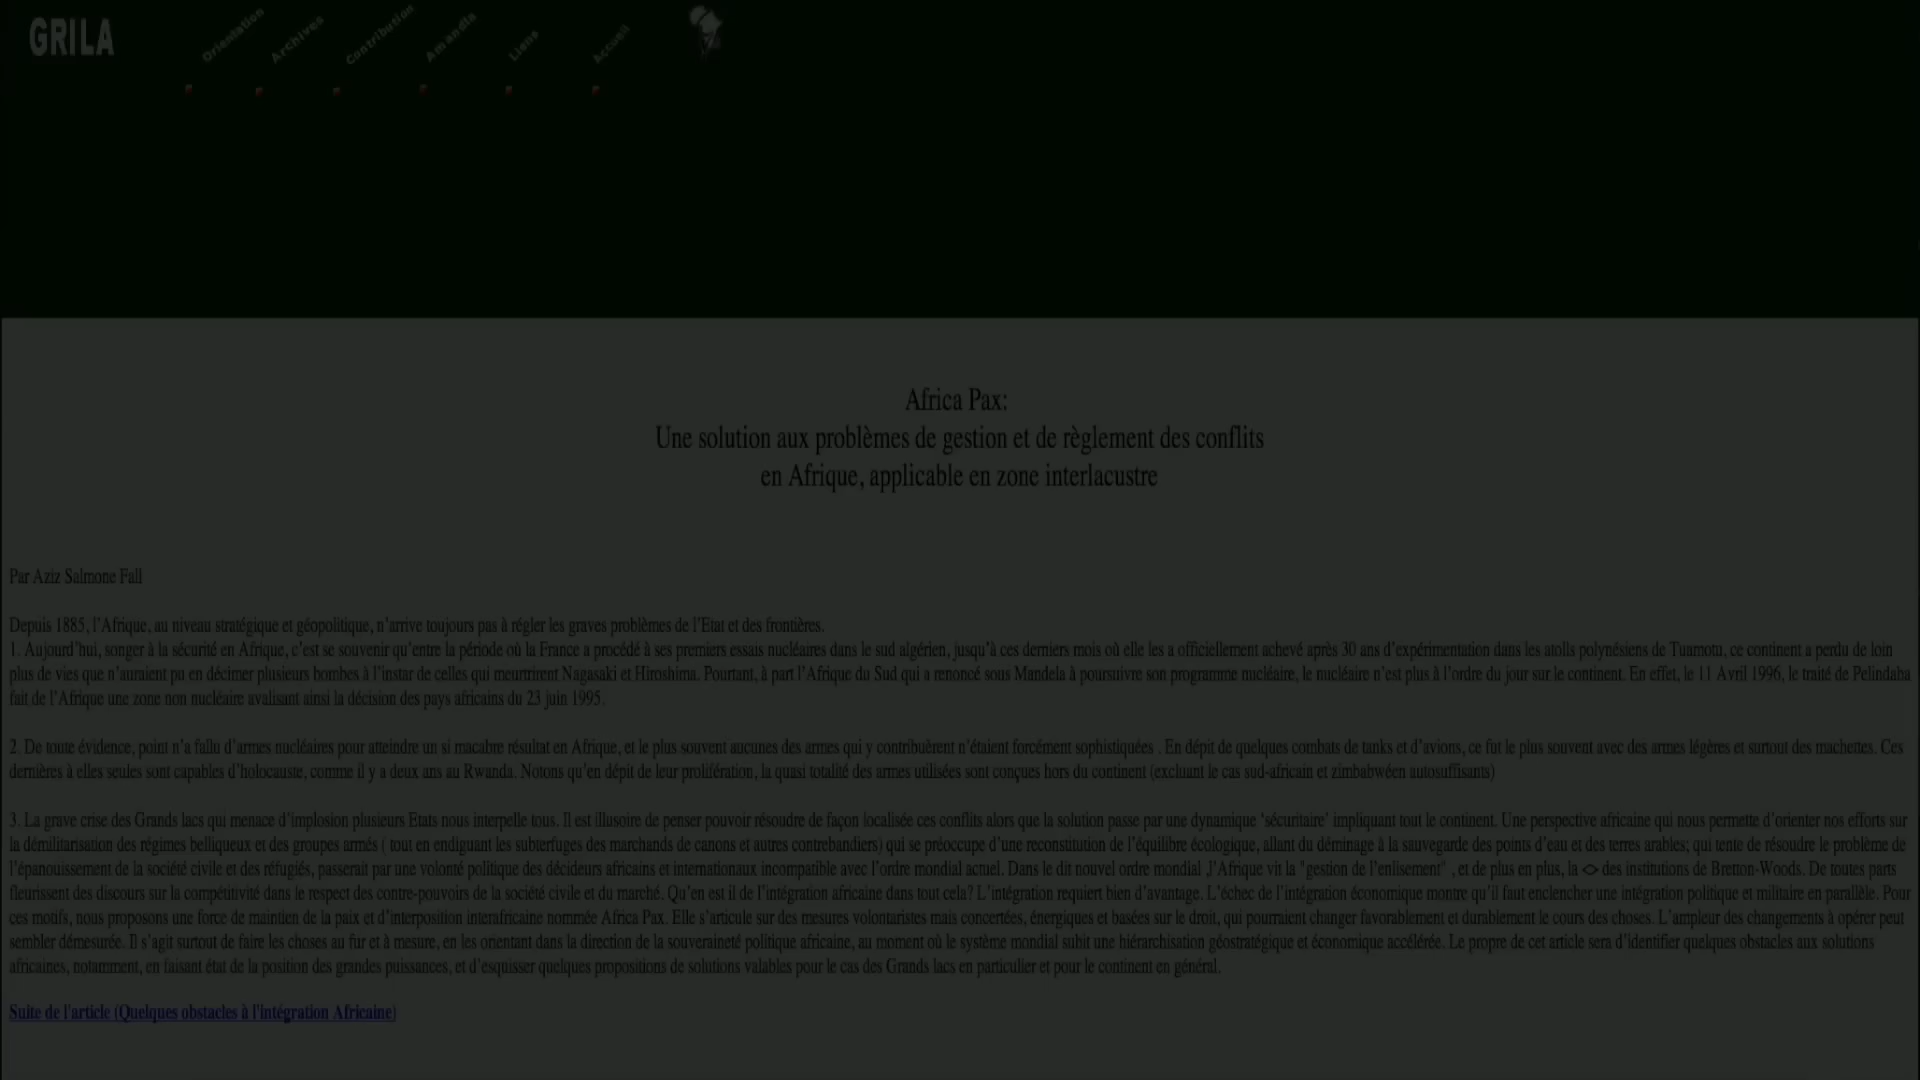 GRILA
Orientation
Archives
Contribution
Amandla
Liens
Accueil
Africa Pax:
Une solution aux problèmes de gestion et de règlement des conflits
en Afrique, applicable en zone interlacustre
Par Aziz Salmone Fall
Depuis 1885, l'Afrique, au niveau stratégique et géopolitique, n'arrive toujours pas à régler les graves problèmes de l'Etat et des frontières.
1. Aujourd'hui, songer à la sécurité en Afrique, c'est se souvenir qu'entre la période où la France a procédé à ses premiers essais nucléaires dans le sud algérien, jusqu'à ces derniers mois où elle les a officiellement achevé après 30 ans d'expérimentation dans les atolls polynésiens de Tuamotu, ce continent a perdu de loin
plus de vies que n'auraient pu en décimer plusieurs bombes à l'instar de celles qui meurtrirent Nagasaki et Hiroshima. Pourtant, à part l'Afrique du Sud qui a renoncé sous Mandela à poursuivre son programme nucléaire, le nucléaire n'est plus à l'ordre du jour sur le continent. En effet, le 11 Avril 1996, le traité de Pelindaba
fait de l'Afrique une zone non nucléaire avalisant ainsi la décision des pays africains du 23 juin 1995.
2. De toute évidence, point n'a fallu d'armes nucléaires pour atteindre un si macabre résultat en Afrique, et le plus souvent aucunes des armes qui y contribuèrent n'étaient forcément sophistiquées . En dépit de quelques combats de tanks et d'avions, ce fut le plus souvent avec des armes légères et surtout des machettes. Ces
dernières à elles seules sont capables d'holocauste, comme il y a deux ans au Rwanda. Notons qu'en dépit de leur prolifération, la quasi totalité des armes utilisées sont conçues hors du continent (excluant le cas sud-africain et zimbabwéen autosuffisants)
3. La grave crise des Grands lacs qui menace d'implosion plusieurs Etats nous interpelle tous. Il est illusoire de penser pouvoir résoudre de façon localisée ces conflits alors que la solution passe par une dynamique 'sécuritaire' impliquant tout le continent. Une perspective africaine qui nous permette d'orienter nos efforts sur
la démilitarisation des régimes belliqueux et des groupes armés ( tout en endiguant les subterfuges des marchands de canons et autres contrebandiers) qui se préoccupe d'une reconstitution de l'équilibre écologique, allant du déminage à la sauvegarde des points d'eau et des terres arables; qui tente de résoudre le problème de
l'épanouissement de la société civile et des réfugiés, passerait par une volonté politique des décideurs africains et internationaux incompatible avec l'ordre mondial actuel. Dans le dit nouvel ordre mondial ,l'Afrique vit la "gestion de l'enlisement" , et de plus en plus, la <> des institutions de Bretton-Woods. De toutes parts
fleurissent des discours sur la compétitivité dans le respect des contre-pouvoirs de la société civile et du marché. Qu'en est il de l'intégration africaine dans tout cela? L'intégration requiert bien d'avantage. L'échec de l'intégration économique montre qu'il faut enclencher une intégration politique et militaire en parallèle. Pour
ces motifs, nous proposons une force de maintien de la paix et d'interposition interafricaine nommée Africa Pax. Elle s'articule sur des mesures volontaristes mais concertées, énergiques et basées sur le droit, qui pourraient changer favorablement et durablement le cours des choses. L'ampleur des changements à opérer peut
sembler démesurée. Il s'agit surtout de faire les choses au fur et à mesure, en les orientant dans la direction de la souveraineté politique africaine, au moment où le système mondial subit une hiérarchisation géostratégique et économique accélérée. Le propre de cet article sera d'identifier quelques obstacles aux solutions
africaines, notamment, en faisant état de la position des grandes puissances, et d'esquisser quelques propositions de solutions valables pour le cas des Grands lacs en particulier et pour le continent en général.
Suite de l'article (Quelques obstacles à l'intégration Africaine)